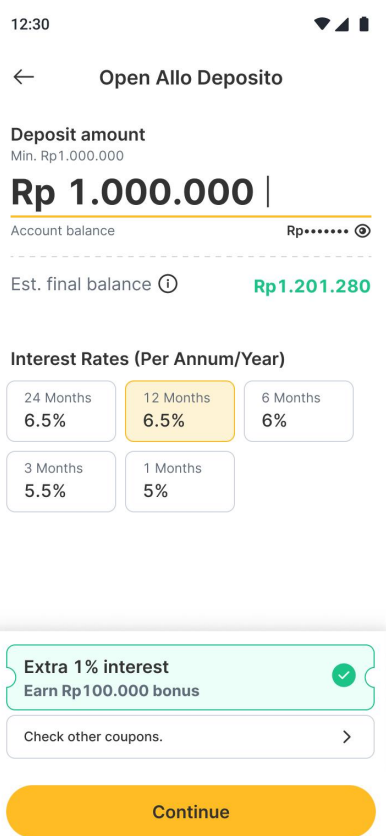 12:30
Open Allo Deposito
Deposit amount
Min. Rp1.000.000
Rp 1.000.000
Account balance Rp•••••••
Est. final balance Rp1.201.280
Interest Rates (Per Annum/Year)
24 Months 12 Months 6 Months
6.5% 6.5% 6%
3 Months 1 Months
5.5% 5%
Extra 1% interest
Earn Rp100.000 bonus
Check other coupons.
Continue